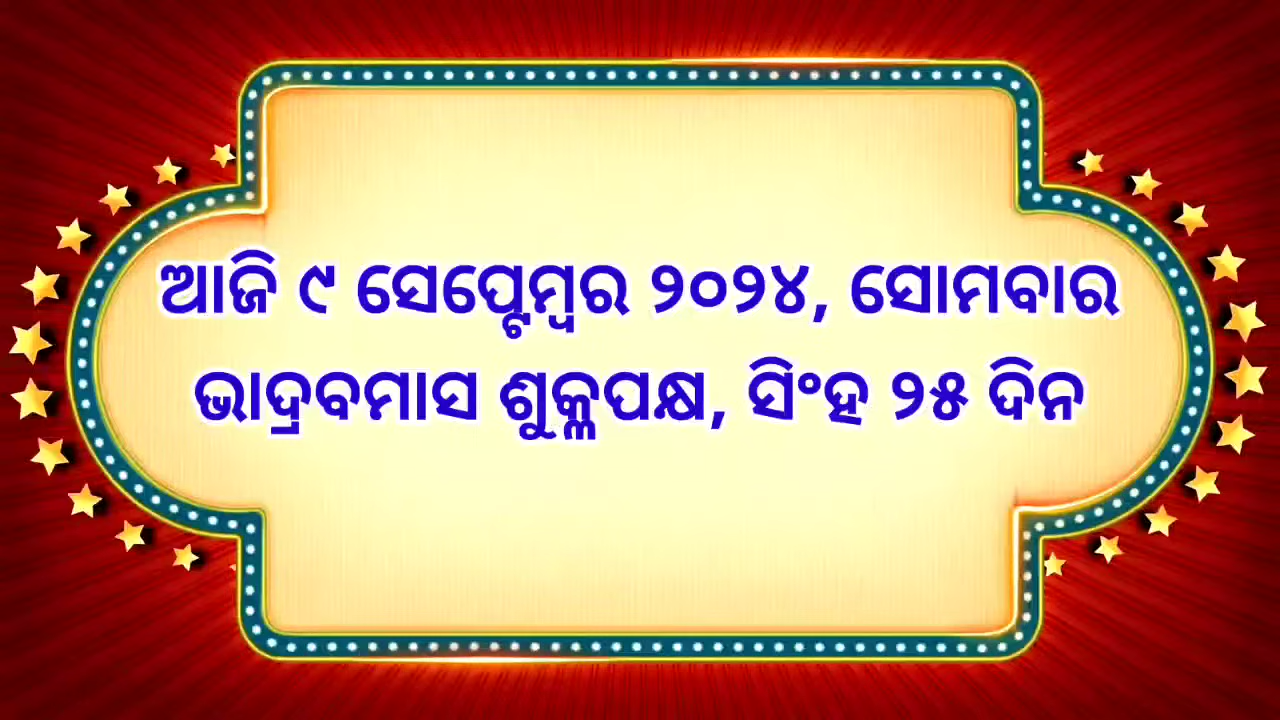 ଆଜି ୯ ସେପ୍ଟେମ୍ବର ୨୦୨୪, ସୋମବାର
ଭାଦ୍ରବମାସ ଶୁକ୍ଳପକ୍ଷ, ସିଂହ ୨୫ ଦିନ